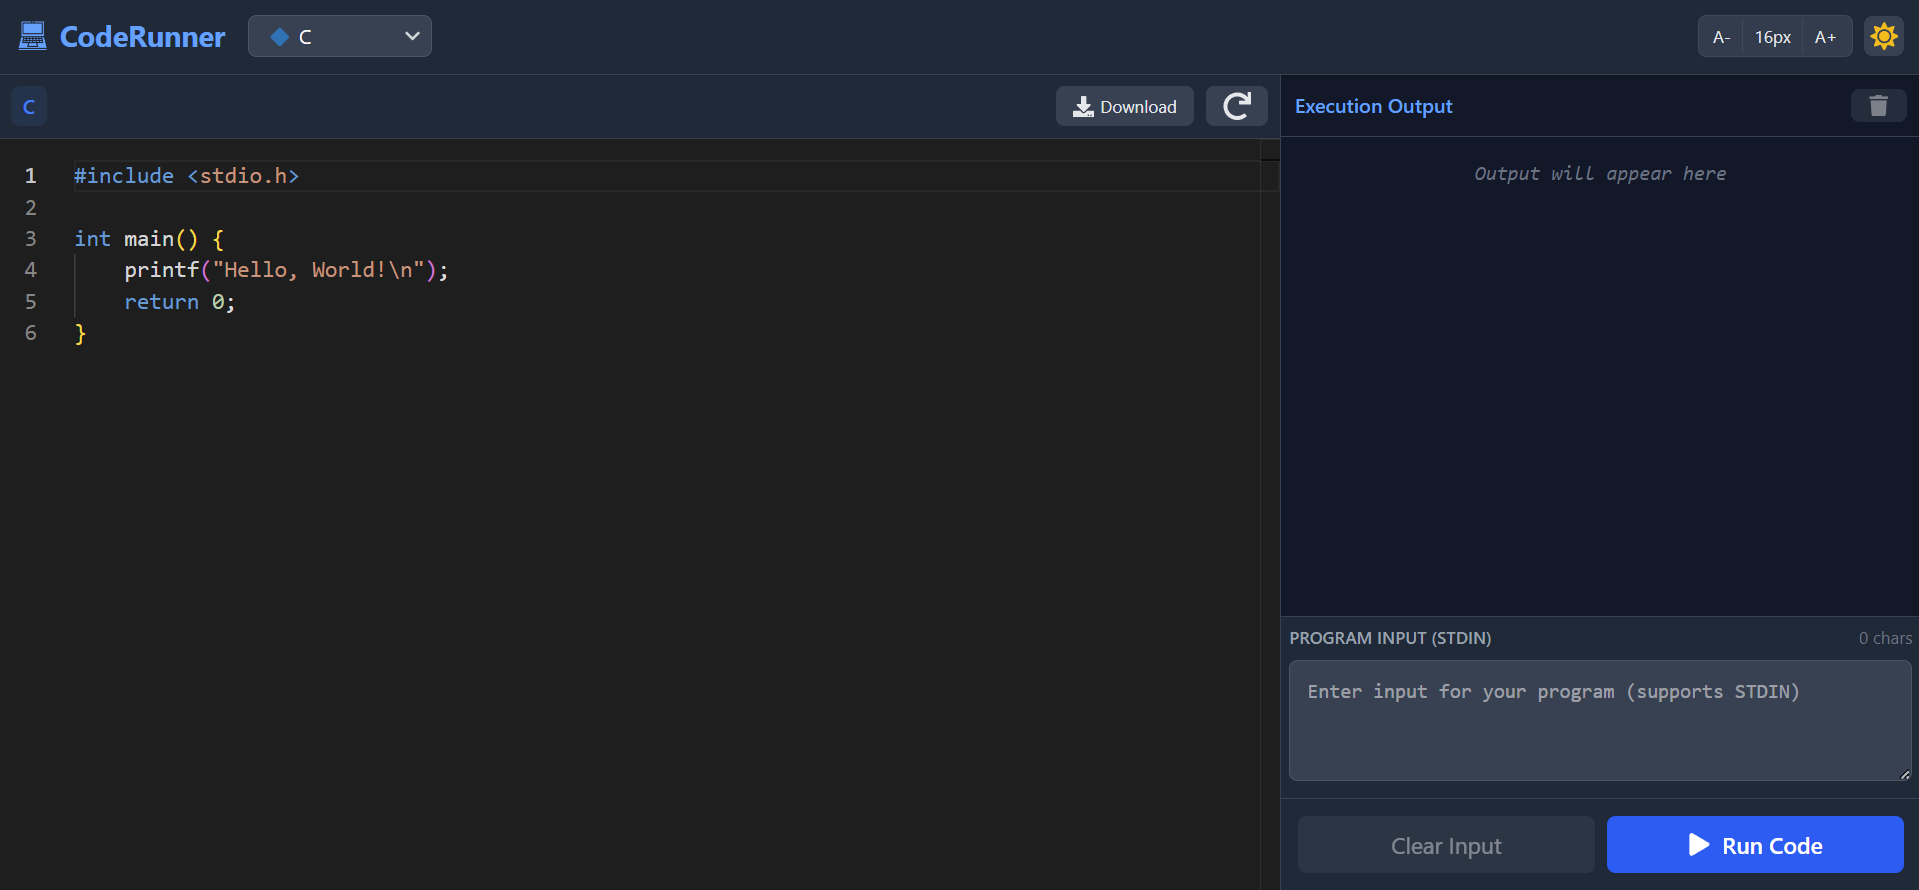 CodeRunner
C
A- 16px A+
C
Download
Execution Output
1 #include <stdio.h>
2
3 int main() {
4     printf("Hello, World!\n");
5     return 0;
6 }
Output will appear here
PROGRAM INPUT (STDIN) 0 chars
Enter input for your program (supports STDIN)
Clear Input
Run Code